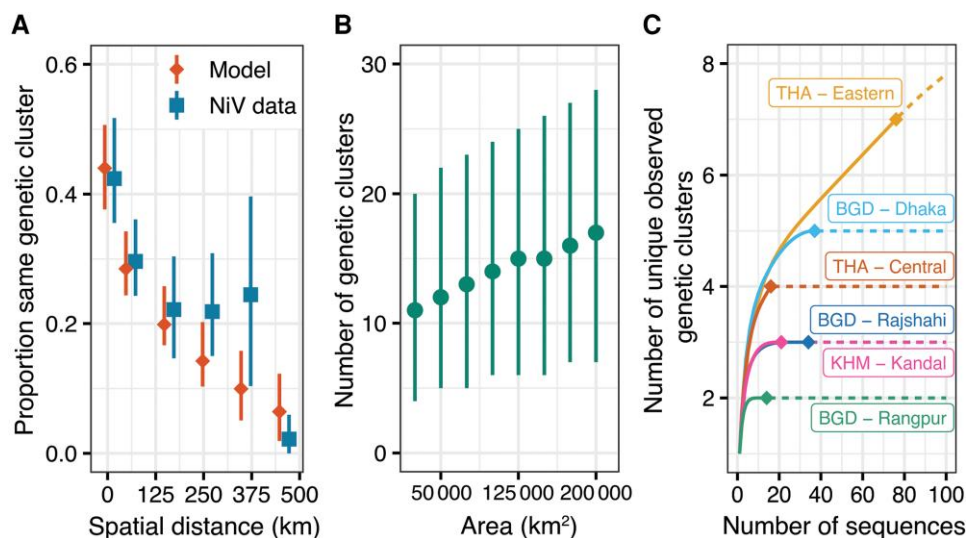 A
Proportion same genetic cluster
0.6
0.4
0.2
0.0
Model
NiV data
0
125
250
375
500
Spatial distance (km)
B
Number of genetic clusters
30
20
10
0
50 000
125 000
200 000
Area (km²)
C
Number of unique observed
genetic clusters
8
6
4
2
THA – Eastern
BGD – Dhaka
THA – Central
BGD – Rajshahi
KHM – Kandal
BGD – Rangpur
0
20
40
60
80
100
Number of sequences